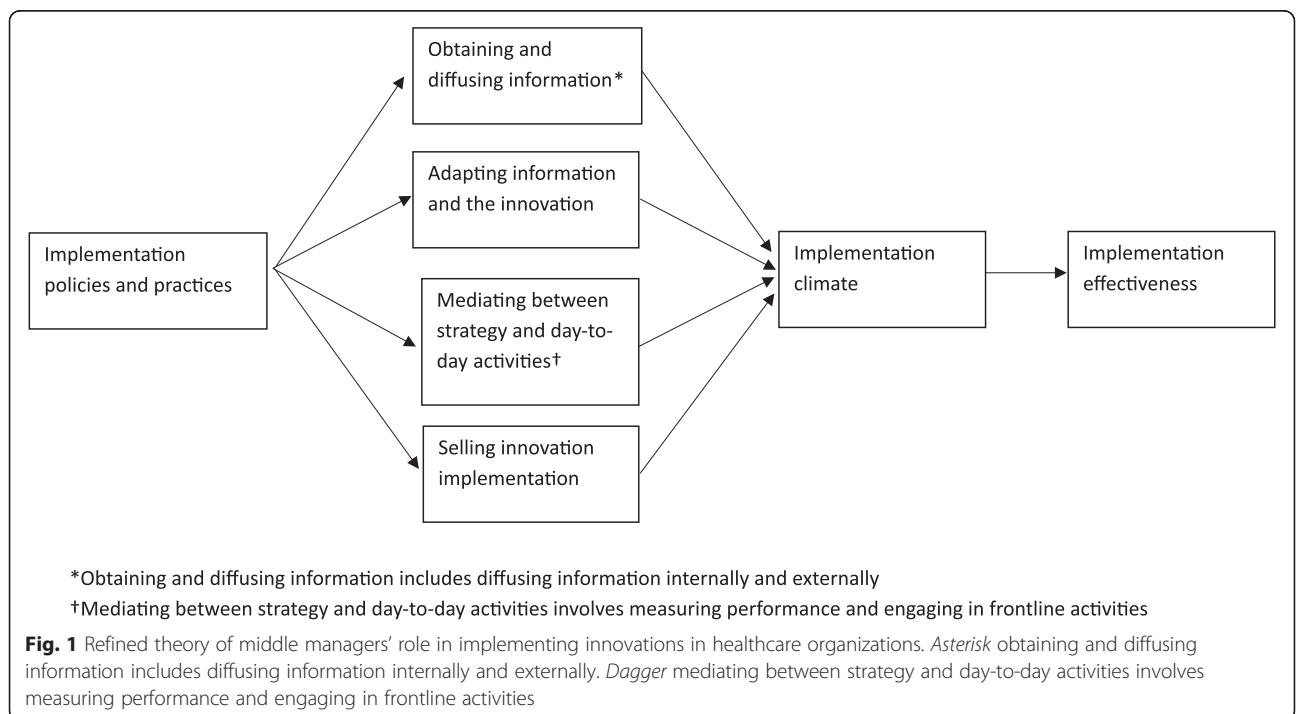 Obtaining and
diffusing information*
Adapting information
and the innovation
Implementation
policies and practices
Mediating between
strategy and day-to-
day activities†
Selling innovation
implementation
Implementation
climate
Implementation
effectiveness
*Obtaining and diffusing information includes diffusing information internally and externally
†Mediating between strategy and day-to-day activities involves measuring performance and engaging in frontline activities
Fig. 1 Refined theory of middle managers’ role in implementing innovations in healthcare organizations. Asterisk obtaining and diffusing
information includes diffusing information internally and externally. Dagger mediating between strategy and day-to-day activities involves
measuring performance and engaging in frontline activities